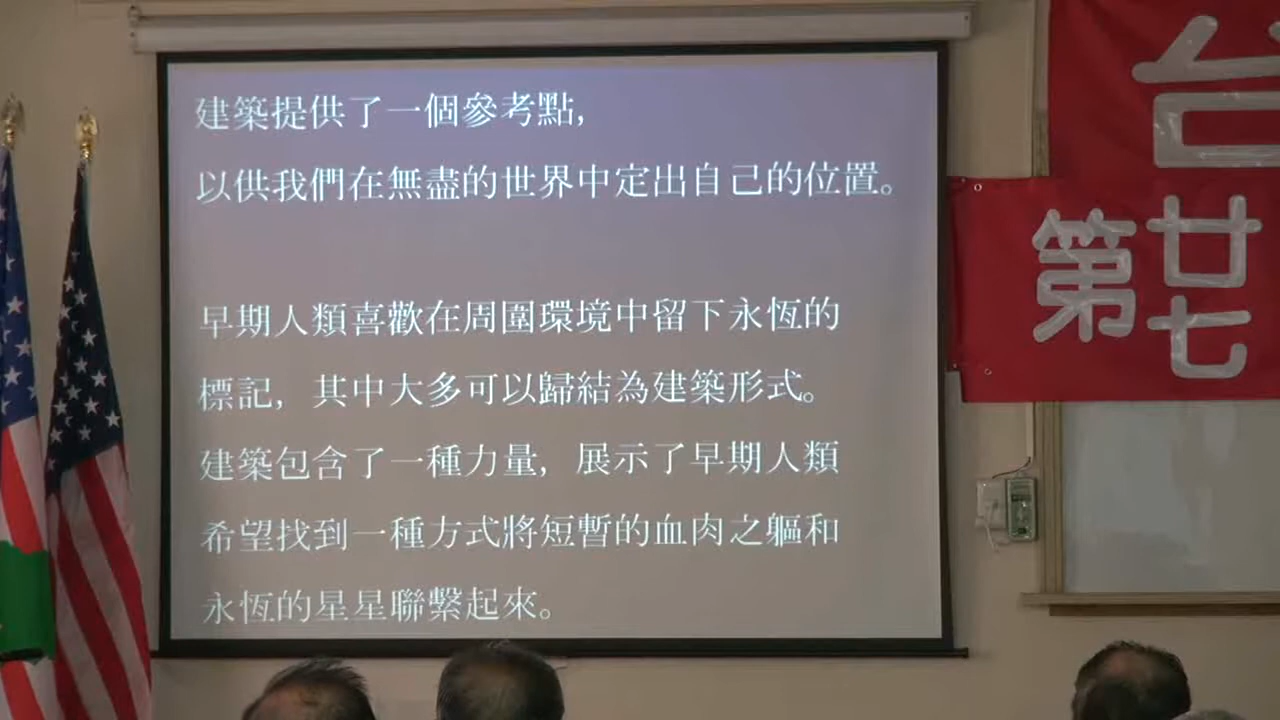 建築提供了一個參考點,
以供我們在無盡的世界中定出自己的位置。
早期人類喜歡在周圍環境中留下永恆的
標記, 其中大多可以歸結為建築形式。
建築包含了一種力量, 展示了早期人類
希望找到一種方式將短暫的血肉之軀和
永恆的星星聯繫起來。
台
第廿七